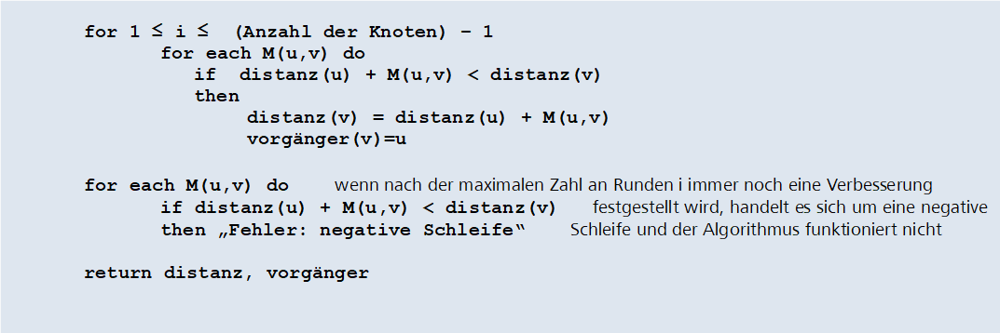 for 1 ≤ i ≤ (Anzahl der Knoten) – 1
for each M(u,v) do
if distanz(u) + M(u,v) < distanz(v)
then
distanz(v) = distanz(u) + M(u,v)
vorgänger(v)=u
for each M(u,v) do wenn nach der maximalen Zahl an Runden i immer noch eine Verbesserung
if distanz(u) + M(u,v) < distanz(v) festgestellt wird, handelt es sich um eine negative
then „Fehler: negative Schleife“ Schleife und der Algorithmus funktioniert nicht
return distanz, vorgänger